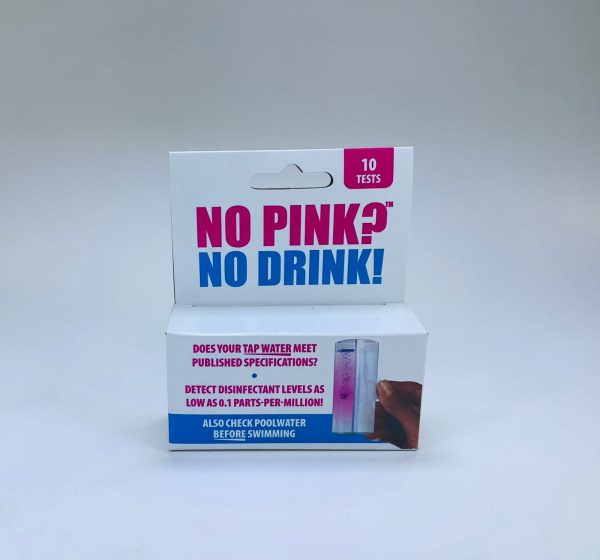 10
TESTS
NO PINK?™
NO DRINK!
DOES YOUR TAP WATER MEET
PUBLISHED SPECIFICATIONS?
•
DETECT DISINFECTANT LEVELS AS
LOW AS 0.1 PARTS-PER-MILLION!
ALSO CHECK POOLWATER
BEFORE SWIMMING